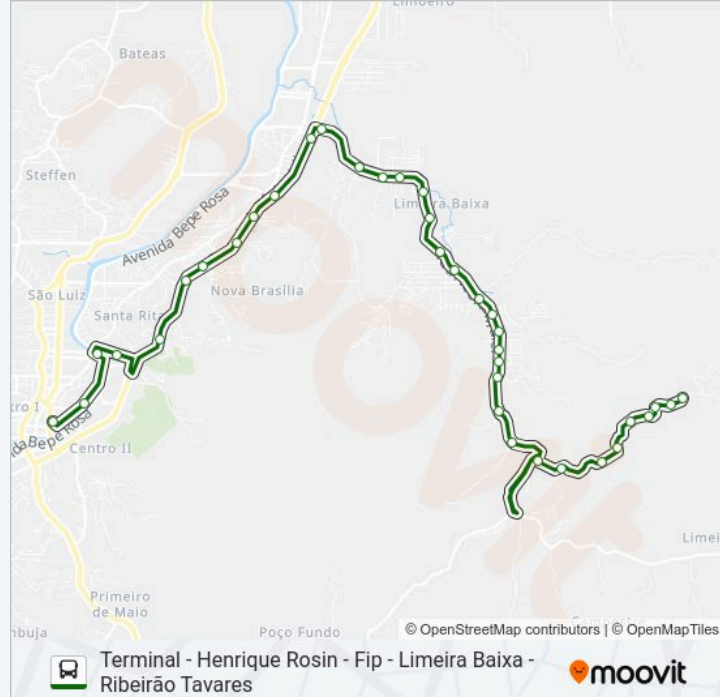 Limoeiro
Bateas
Steffen
Avenida Bepe Rosa
Limeira Baixa
São Luiz
Nova Brasília
Santa Rita
tro I
nida Bepe Rosa
Centro II
Limei
Primeiro
de Maio
nbuja
Poço Fundo
© OpenStreetMap contributors | © OpenMapTiles
Terminal - Henrique Rosin - Fip - Limeira Baixa -
Ribeirão Tavares
moovit